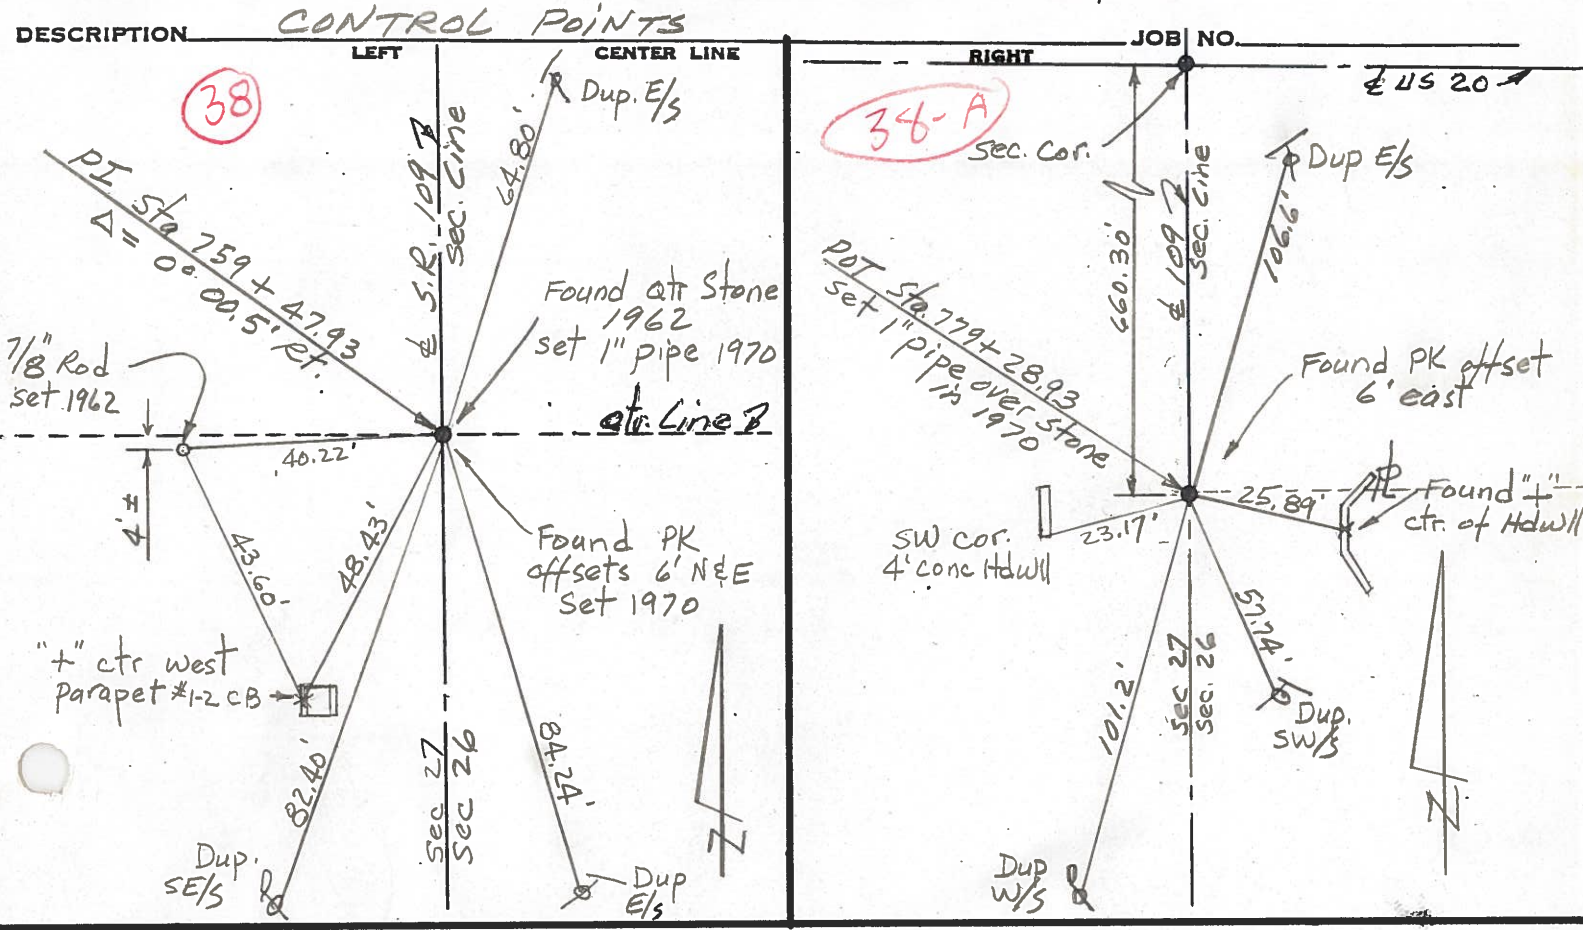 DESCRIPTION CONTROL POINTS
LEFT
CENTER LINE
38
Dup. E/S
64.80'
PI
Sta 759 + 47.93
Δ = 0° 00.5' Rt.
℄ S.R. 109
Sec. Line
Found Qtr Stone
1962
set 1" pipe 1970
7/8" Rod
set 1962
Qtr. Line
40.22'
4'±
43.60
48.43'
Found PK
offsets 6' N&E
Set 1970
"+" ctr west
Parapet #1-2 CB
82.40'
84.24'
Sec 27
Sec 26
N
Dup.
SE/S
Dup
E/S
JOB NO.
RIGHT
℄ US 20
38-A
Sec. Cor.
Dup E/S
106.6'
660.30'
℄ 109
Sec. Line
POT
Sta. 779 + 28.93
set 1" pipe over stone
in 1970
Found PK offset
6' east
25.89'
Found "+"
ctr. of Hdwll
23.17'
SW cor.
4' conc Hdwll
57.74'
101.2'
Sec 27
Sec. 26
Dup.
SW/S
Dup
W/S
N